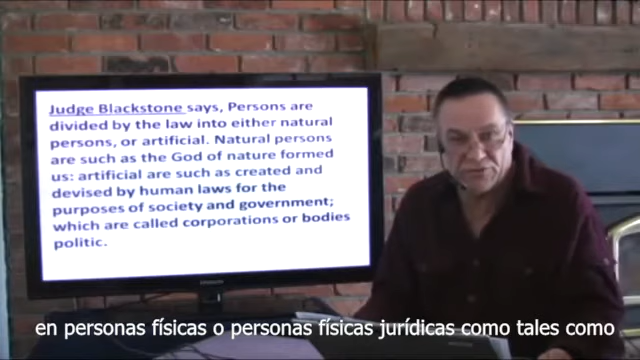 Judge Blackstone says, Persons are
divided by the law into either natural
persons, or artificial. Natural persons
are such as the God of nature formed
us: artificial are such as created and
devised by human laws for the
purposes of society and government;
which are called corporations or bodies
politic.
en personas físicas o personas físicas jurídicas como tales como